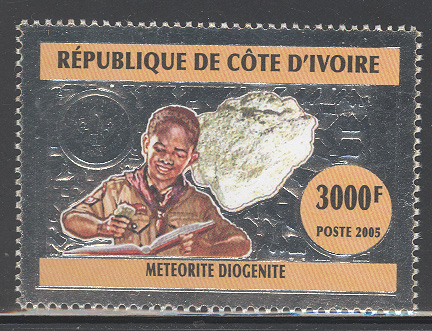 RÉPUBLIQUE DE CÔTE D'IVOIRE
3000F
POSTE 2005
METEORITE DIOGENITE